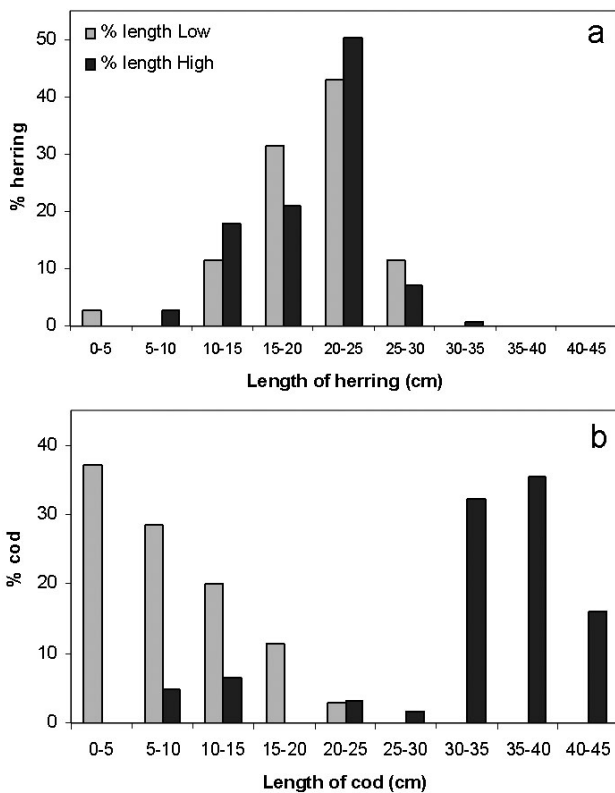 a
% length Low
% length High
50
40
30
20
10
0
% herring
0-5 5-10 10-15 15-20 20-25 25-30 30-35 35-40 40-45
Length of herring (cm)
b
40
30
20
10
0
% cod
0-5 5-10 10-15 15-20 20-25 25-30 30-35 35-40 40-45
Length of cod (cm)